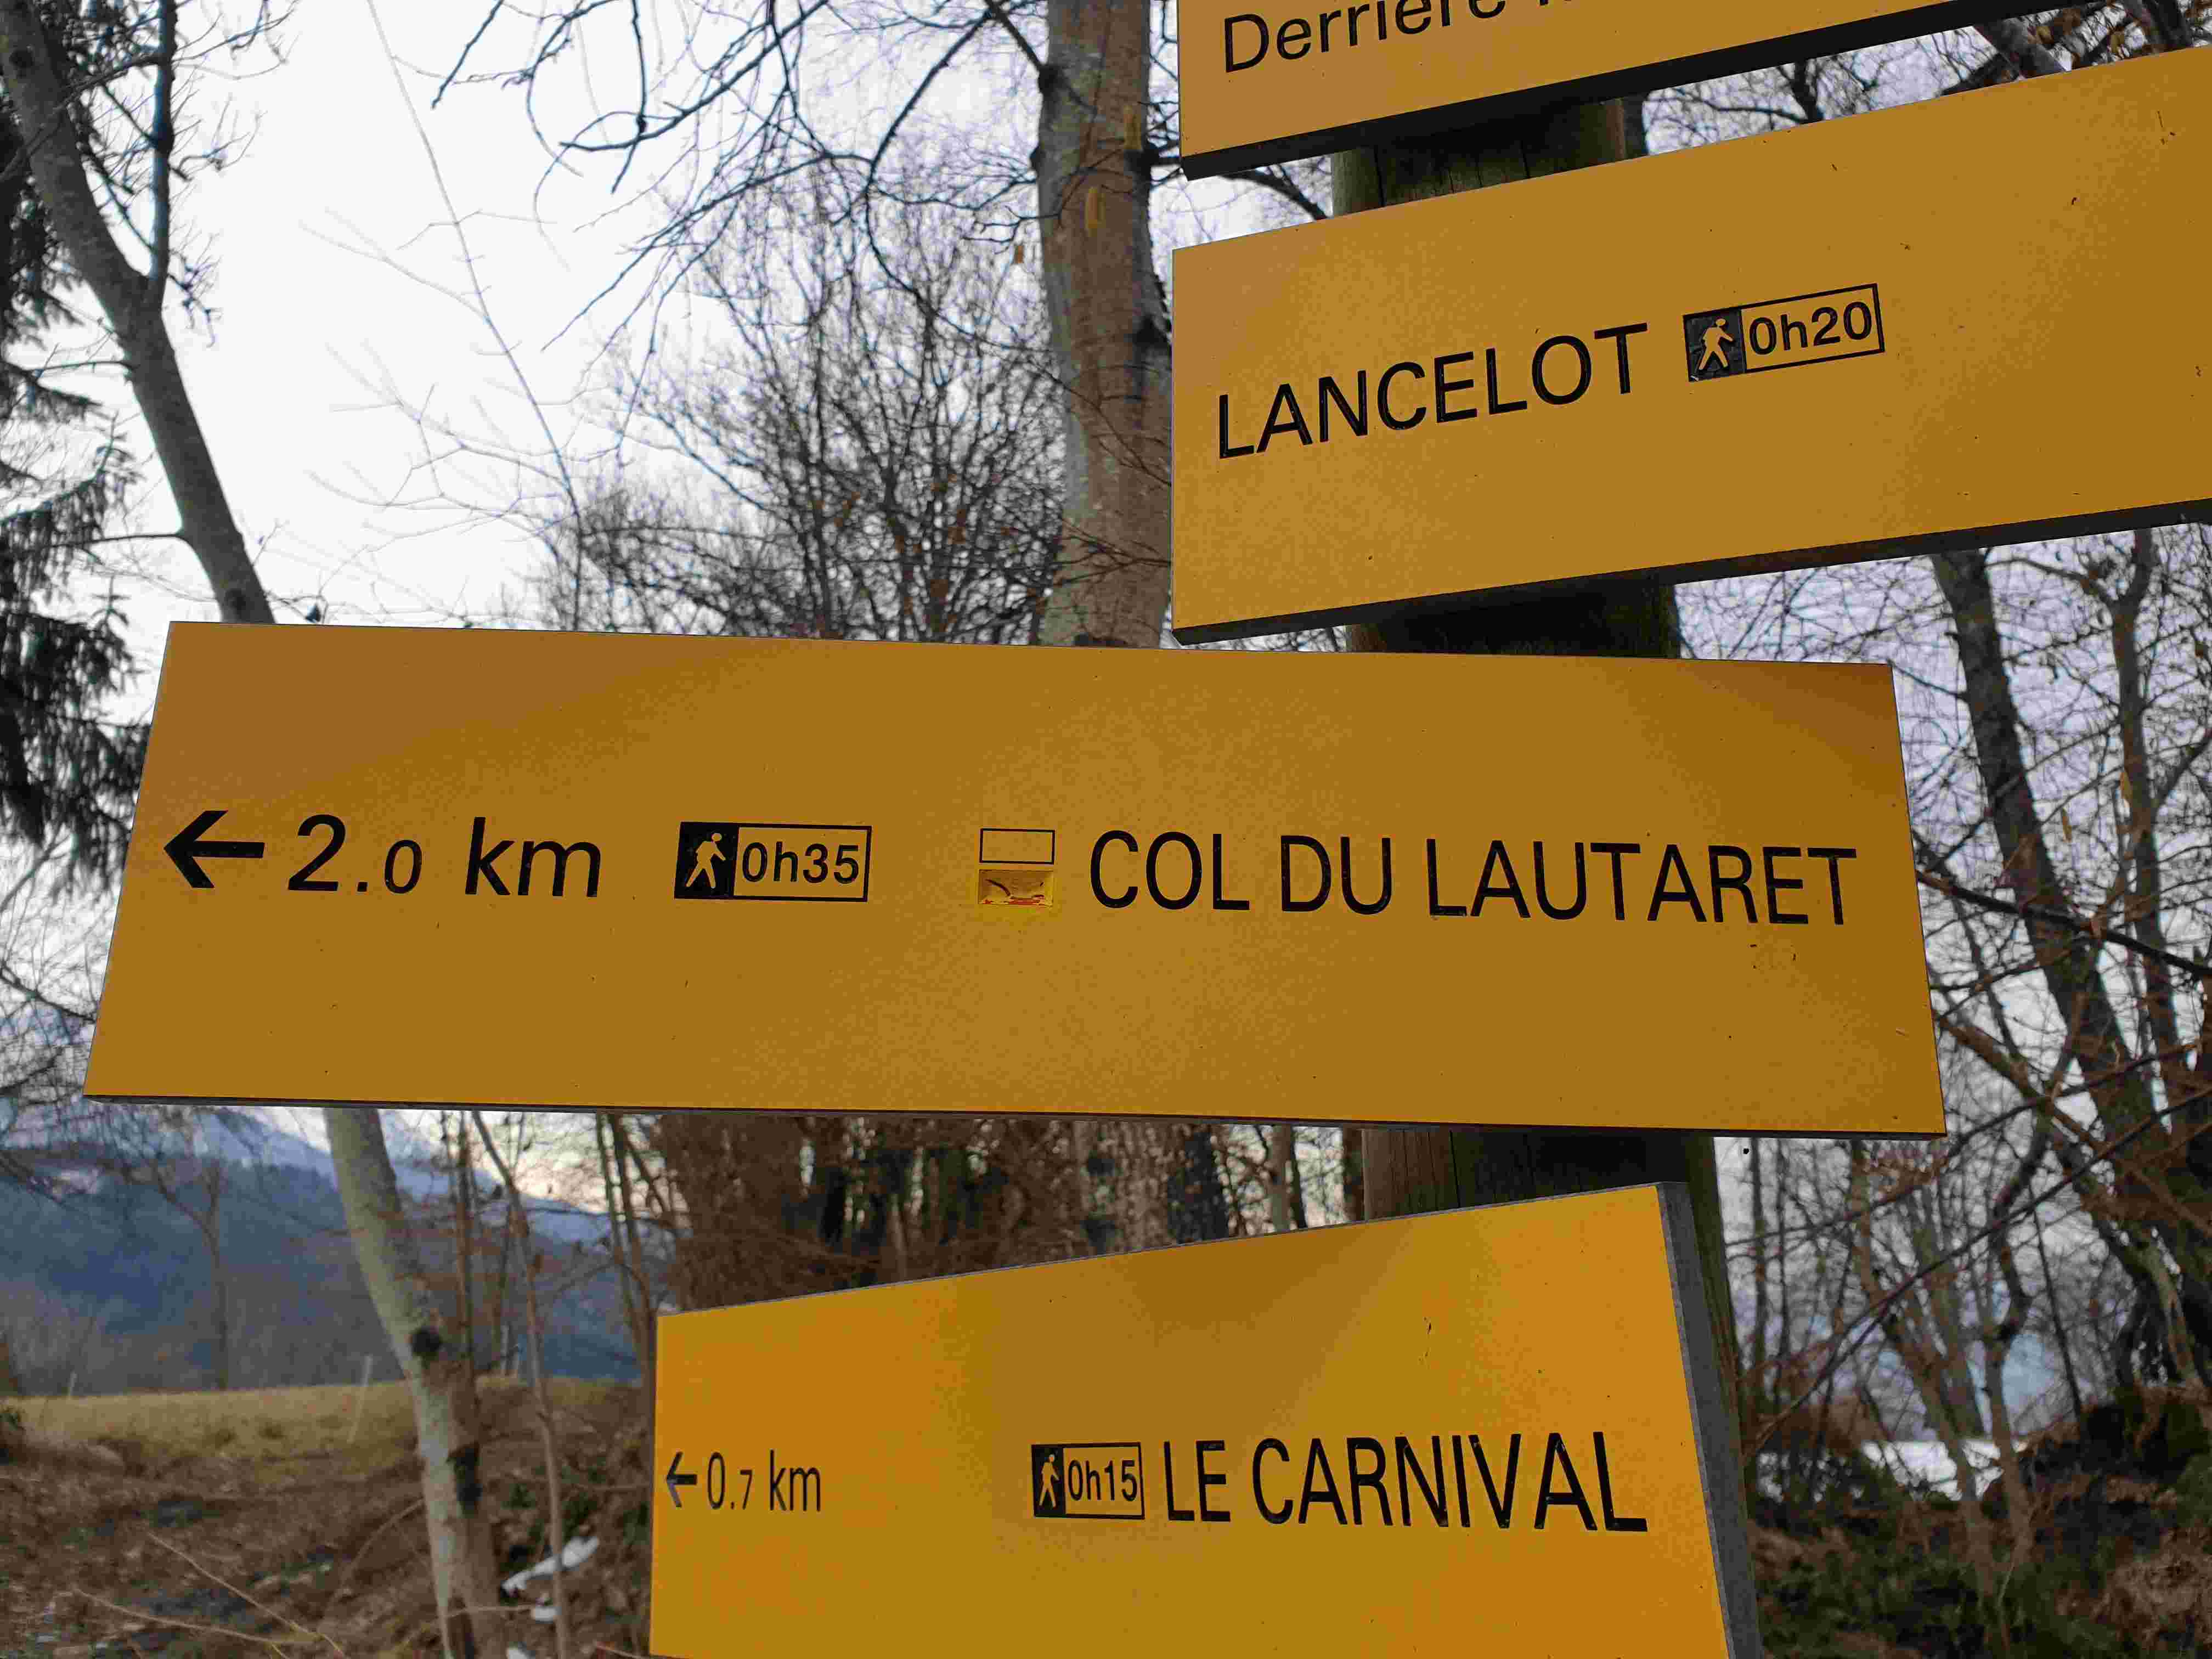 Derrière
LANCELOT 0h20
← 2.0 km 0h35 COL DU LAUTARET
← 0.7 km 0h15 LE CARNIVAL